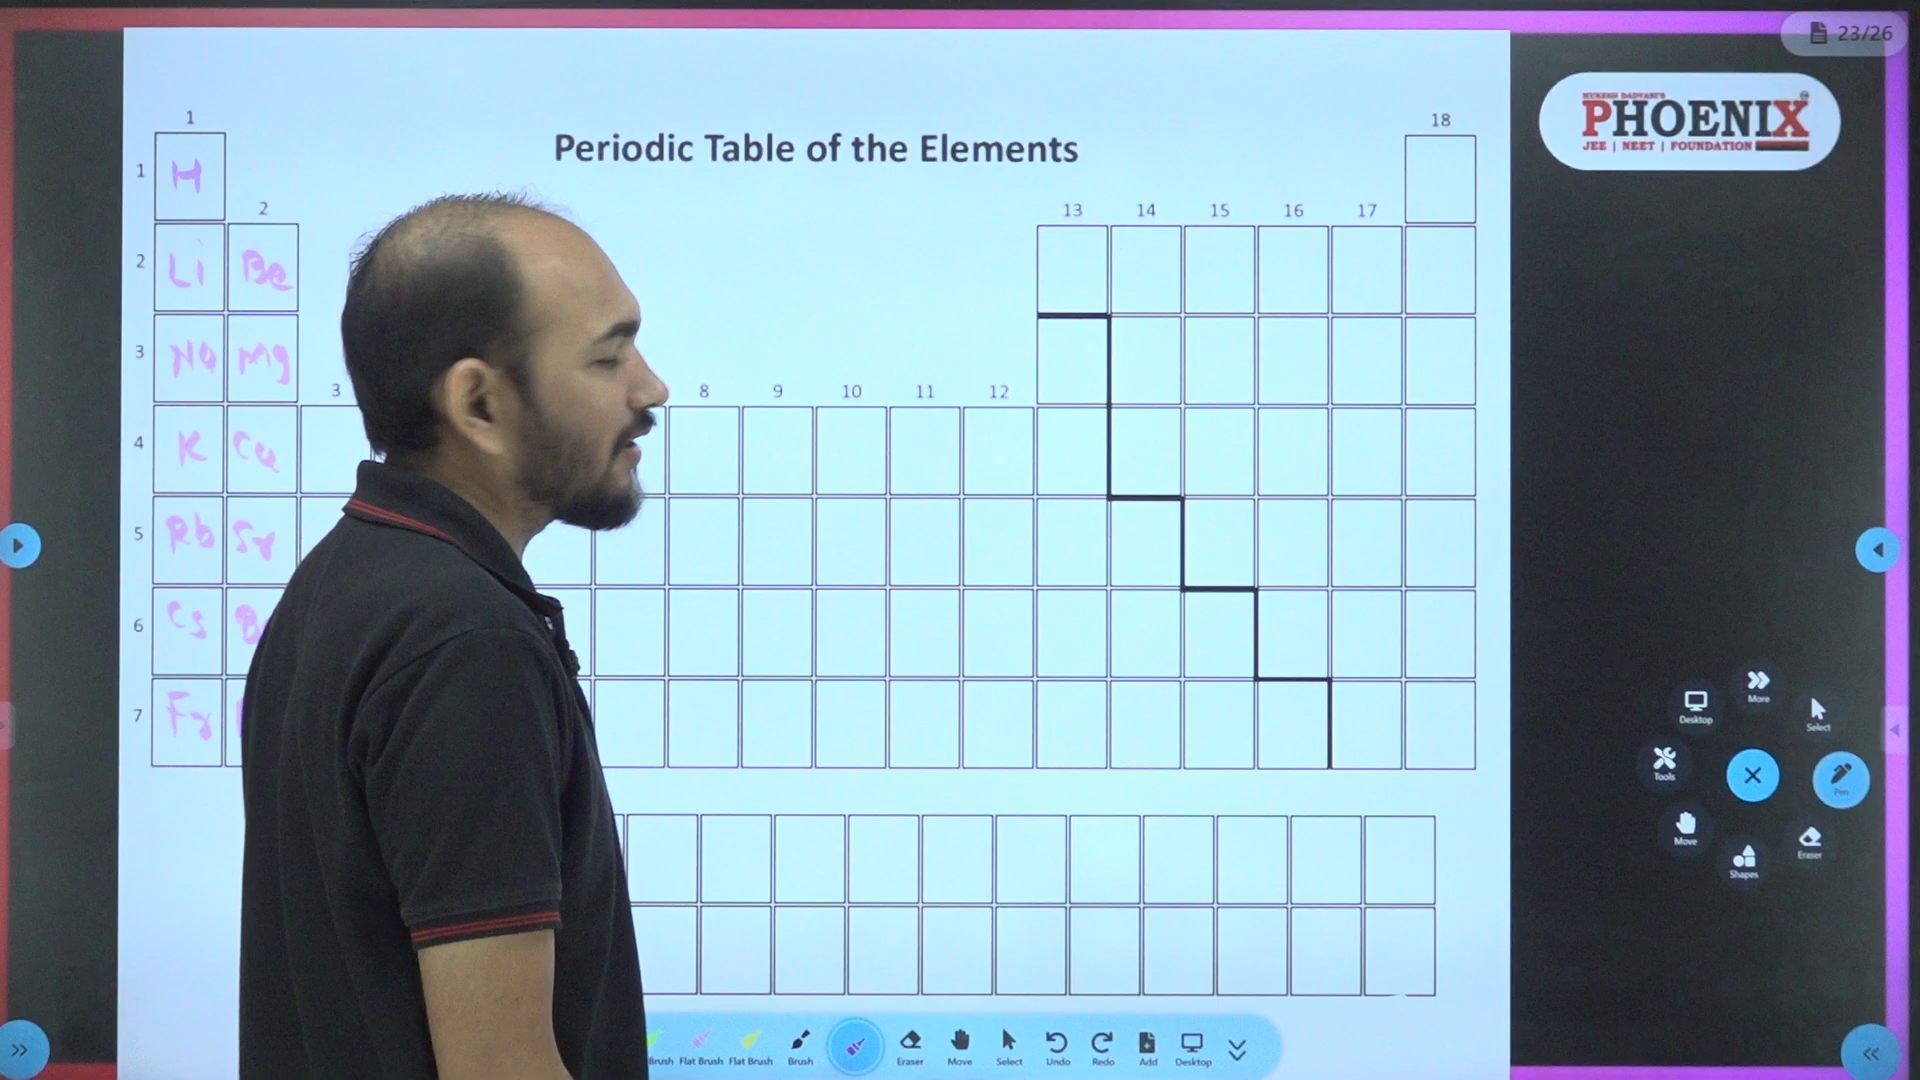 23/26
MUKESH DADVANI'S
PHOENIX
JEE | NEET | FOUNDATION
Periodic Table of the Elements
1
18
1
H
2
13
14
15
16
17
2
Li
Be
3
Na
Mg
3
8
9
10
11
12
4
K
Ca
5
Rb
Sr
6
Cs
7
Fr
More
Desktop
Select
Tools
Pen
Move
Eraser
Shapes
Brush
Flat Brush
Flat Brush
Brush
Eraser
Move
Select
Undo
Redo
Add
Desktop